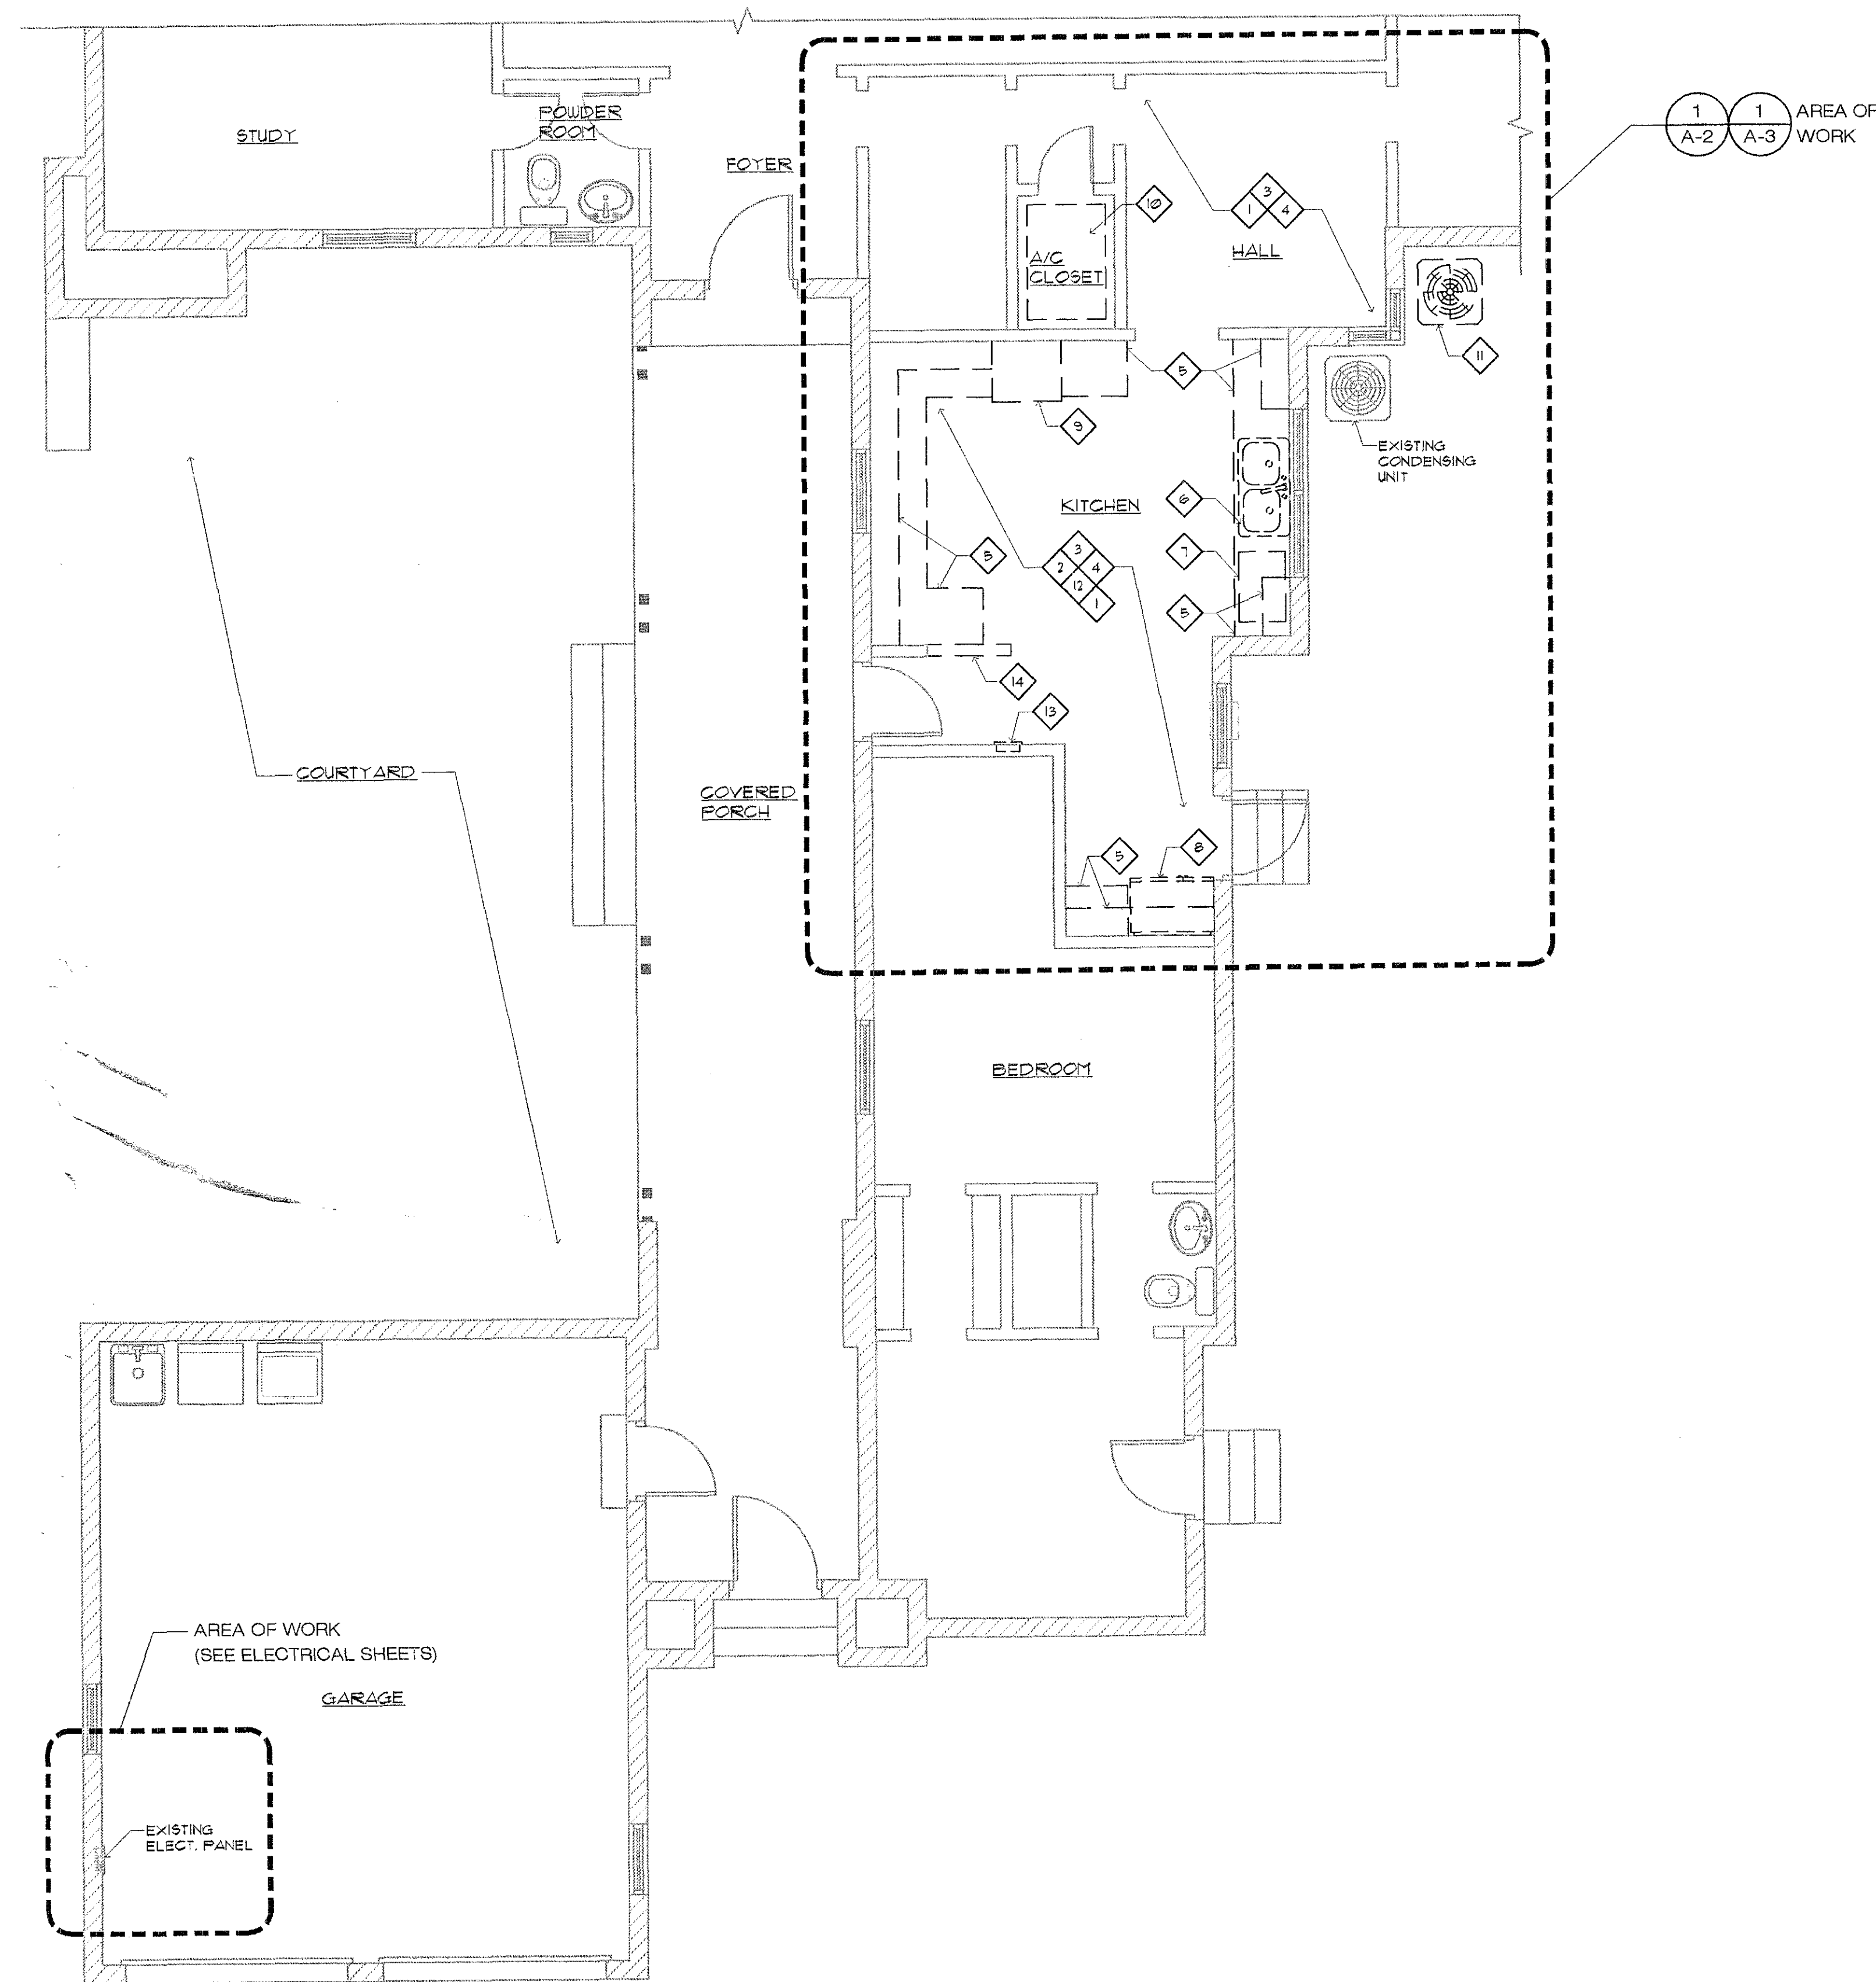 STUDY
POWDER
ROOM
FOYER
1
A-2
1
A-3
AREA OF
WORK
10
3
1
4
HALL
A/C
CLOSET
11
5
9
EXISTING
CONDENSING
UNIT
KITCHEN
6
5
3
2
4
12
1
7
5
14
13
COURTYARD
COVERED
PORCH
5
8
BEDROOM
AREA OF WORK
(SEE ELECTRICAL SHEETS)
GARAGE
EXISTING
ELECT. PANEL